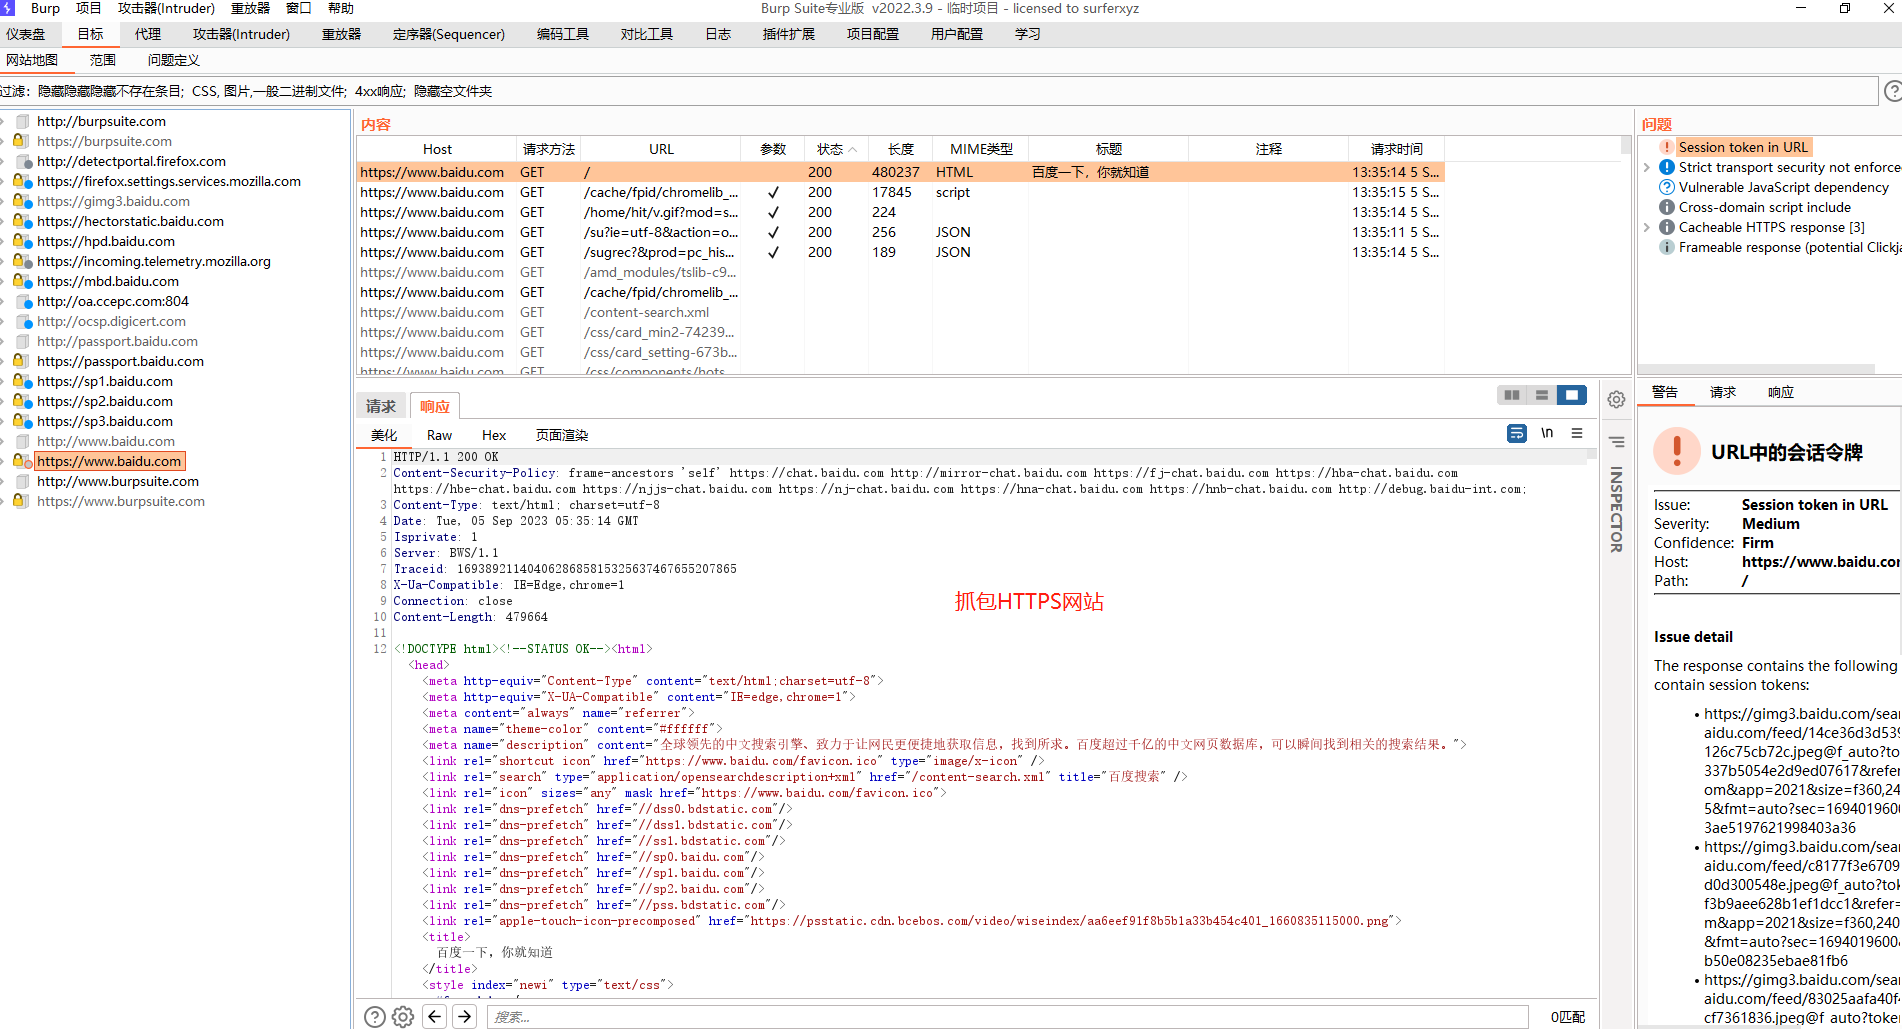 Burp 项目 攻击器(Intruder) 重放器 窗口 帮助
Burp Suite专业版 v2022.3.9 - 临时项目 - licensed to surferxyz
仪表盘 目标 代理 攻击器(Intruder) 重放器 定序器(Sequencer) 编码工具 对比工具 日志 插件扩展 项目配置 用户配置 学习
网站地图 范围 问题定义
过滤: 隐藏隐藏隐藏不存在条目; CSS, 图片,一般二进制文件; 4xx响应; 隐藏空文件夹
http://burpsuite.com
https://burpsuite.com
http://detectportal.firefox.com
https://firefox.settings.services.mozilla.com
https://gimg3.baidu.com
https://hectorstatic.baidu.com
https://hpd.baidu.com
https://incoming.telemetry.mozilla.org
https://mbd.baidu.com
http://oa.ccepc.com:804
http://ocsp.digicert.com
http://passport.baidu.com
https://passport.baidu.com
https://sp1.baidu.com
https://sp2.baidu.com
https://sp3.baidu.com
http://www.baidu.com
https://www.baidu.com
http://www.burpsuite.com
https://www.burpsuite.com
内容
Host 请求方法 URL 参数 状态 长度 MIME类型 标题 注释 请求时间
https://www.baidu.com GET / 200 480237 HTML 百度一下，你就知道 13:35:14 5 S...
https://www.baidu.com GET /cache/fpid/chromelib_... ✓ 200 17845 script 13:35:15 5 S...
https://www.baidu.com GET /home/hit/v.gif?mod=s... ✓ 200 224 13:35:14 5 S...
https://www.baidu.com GET /su?ie=utf-8&action=o... ✓ 200 256 JSON 13:35:11 5 S...
https://www.baidu.com GET /sugrec?&prod=pc_his... ✓ 200 189 JSON 13:35:14 5 S...
https://www.baidu.com GET /amd_modules/tslib-c9...
https://www.baidu.com GET /cache/fpid/chromelib_...
https://www.baidu.com GET /content-search.xml
https://www.baidu.com GET /css/card_min2-74239...
https://www.baidu.com GET /css/card_setting-673b...
https://www.baidu.com GET /css/components/hots
请求 响应
美化 Raw Hex 页面渲染
\n
1 HTTP/1.1 200 OK
2 Content-Security-Policy: frame-ancestors 'self' https://chat.baidu.com http://mirror-chat.baidu.com https://fj-chat.baidu.com https://hba-chat.baidu.com
https://hbe-chat.baidu.com https://njjs-chat.baidu.com https://nj-chat.baidu.com https://hna-chat.baidu.com https://hnb-chat.baidu.com http://debug.baidu-int.com;
3 Content-Type: text/html; charset=utf-8
4 Date: Tue, 05 Sep 2023 05:35:14 GMT
5 Isprivate: 1
6 Server: BWS/1.1
7 Traceid: 1693892114040628685815325637467655207865
8 X-Ua-Compatible: IE=Edge,chrome=1
9 Connection: close
10 Content-Length: 479664
11
12 <!DOCTYPE html><!--STATUS OK--><html>
<head>
<meta http-equiv="Content-Type" content="text/html;charset=utf-8">
<meta http-equiv="X-UA-Compatible" content="IE=edge,chrome=1">
<meta content="always" name="referrer">
<meta name="theme-color" content="#ffffff">
<meta name="description" content="全球领先的中文搜索引擎、致力于让网民更便捷地获取信息，找到所求。百度超过千亿的中文网页数据库，可以瞬间找到相关的搜索结果。">
<link rel="shortcut icon" href="https://www.baidu.com/favicon.ico" type="image/x-icon" />
<link rel="search" type="application/opensearchdescription+xml" href="/content-search.xml" title="百度搜索" />
<link rel="icon" sizes="any" mask href="https://www.baidu.com/favicon.ico">
<link rel="dns-prefetch" href="//dss0.bdstatic.com"/>
<link rel="dns-prefetch" href="//dss1.bdstatic.com"/>
<link rel="dns-prefetch" href="//ss1.bdstatic.com"/>
<link rel="dns-prefetch" href="//sp0.baidu.com"/>
<link rel="dns-prefetch" href="//sp1.baidu.com"/>
<link rel="dns-prefetch" href="//sp2.baidu.com"/>
<link rel="dns-prefetch" href="//pss.bdstatic.com"/>
<link rel="apple-touch-icon-precomposed" href="https://psstatic.cdn.bcebos.com/video/wiseindex/aa6eef91f8b5b1a33b454c401_1660835115000.png">
<title>
百度一下，你就知道
</title>
<style index="newi" type="text/css">
抓包HTTPS网站
搜索...
0匹配
INSPECTOR
问题
Session token in URL
Strict transport security not enforce
Vulnerable JavaScript dependency
Cross-domain script include
Cacheable HTTPS response [3]
Frameable response (potential Clickja
警告 请求 响应
URL中的会话令牌
Issue: Session token in URL
Severity: Medium
Confidence: Firm
Host: https://www.baidu.co
Path: /
Issue detail
The response contains the following
contain session tokens:
• https://gimg3.baidu.com/sear
aidu.com/feed/14ce36d3d539
126c75cb72c.jpeg@f_auto?to
337b5054e2d9ed07617&refer
om&app=2021&size=f360,24
5&fmt=auto?sec=1694019600
3ae5197621998403a36
• https://gimg3.baidu.com/sear
aidu.com/feed/c8177f3e6709
d0d300548e.jpeg@f_auto?tok
f3b9aee628b1ef1dcc1&refer=
m&app=2021&size=f360,240
&fmt=auto?sec=1694019600&
b50e08235ebae81fb6
• https://gimg3.baidu.com/sear
aidu.com/feed/83025aafa40f4
cf7361836.jpeg@f_auto?token